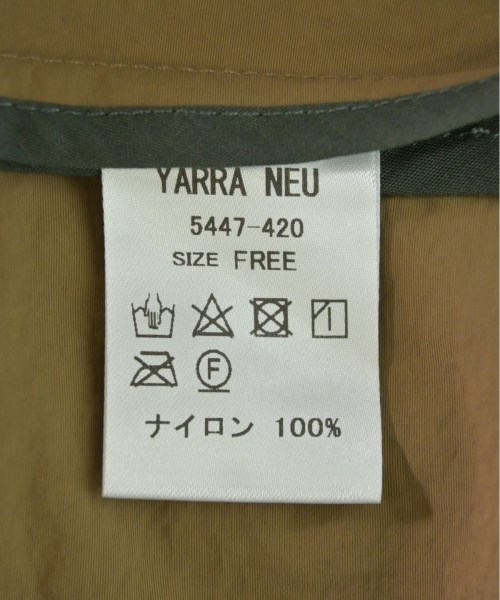 YARRA NEU
5447-420
SIZE FREE
F
ナイロン 100%